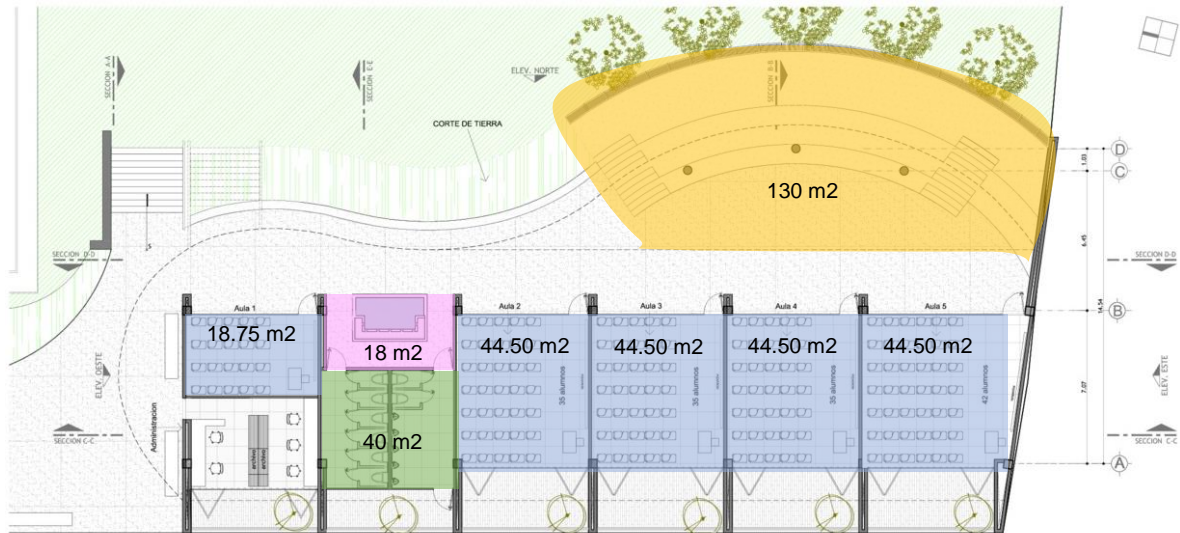 SECCION A-A
SECCION C-E
ELEV. NORTE
SECCION B-B
CORTE DE TIERRA
D
1.03
C
130 m2
SECCION D-D
6.45
SECCION D-D
14.54
Aula 1
Aula 2
Aula 3
Aula 4
Aula 5
B
18.75 m2
18 m2
44.50 m2
44.50 m2
44.50 m2
44.50 m2
ELEV. OESTE
35 alumnos
35 alumnos
35 alumnos
42 alumnos
7.07
ELEV. ESTE
Administracion
40 m2
SECCION C-C
SECCION C-C
archivo
archivo
A